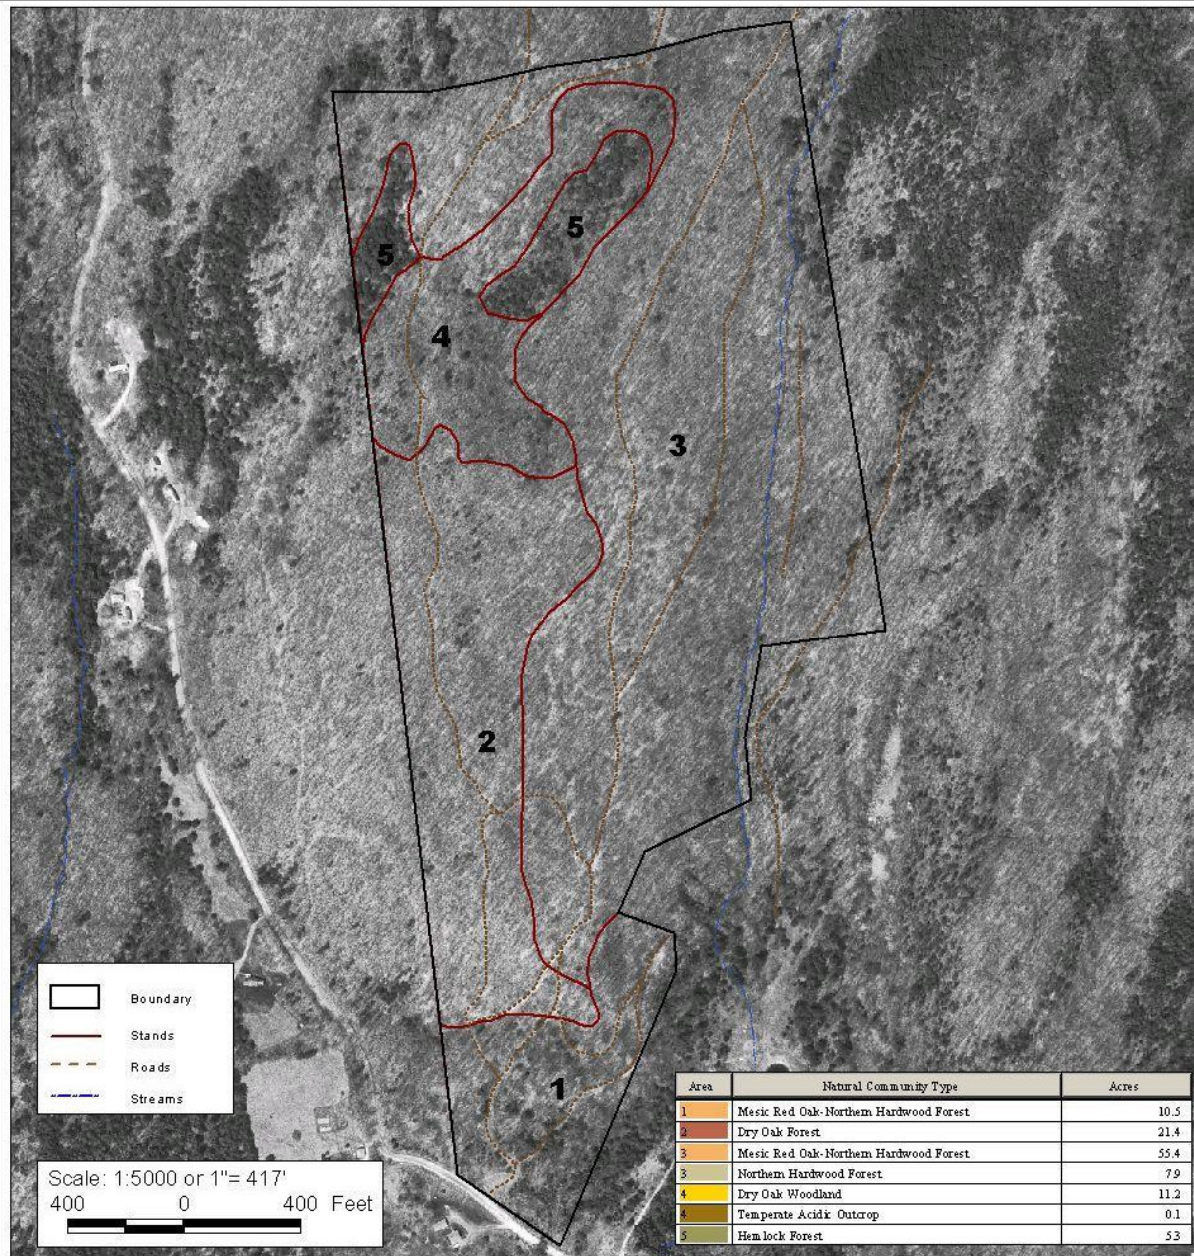 5
5
4
3
2
1
Boundary
Stands
Roads
Streams
Scale: 1:5000 or 1"= 417'
400 0 400 Feet
Area Natural Community Type Acres
1 Mesic Red Oak-Northern Hardwood Forest 10.5
2 Dry Oak Forest 21.4
3 Mesic Red Oak-Northern Hardwood Forest 55.4
3 Northern Hardwood Forest 7.9
4 Dry Oak Woodland 11.2
4 Temperate Acidic Outcrop 0.1
5 Hemlock Forest 5.3